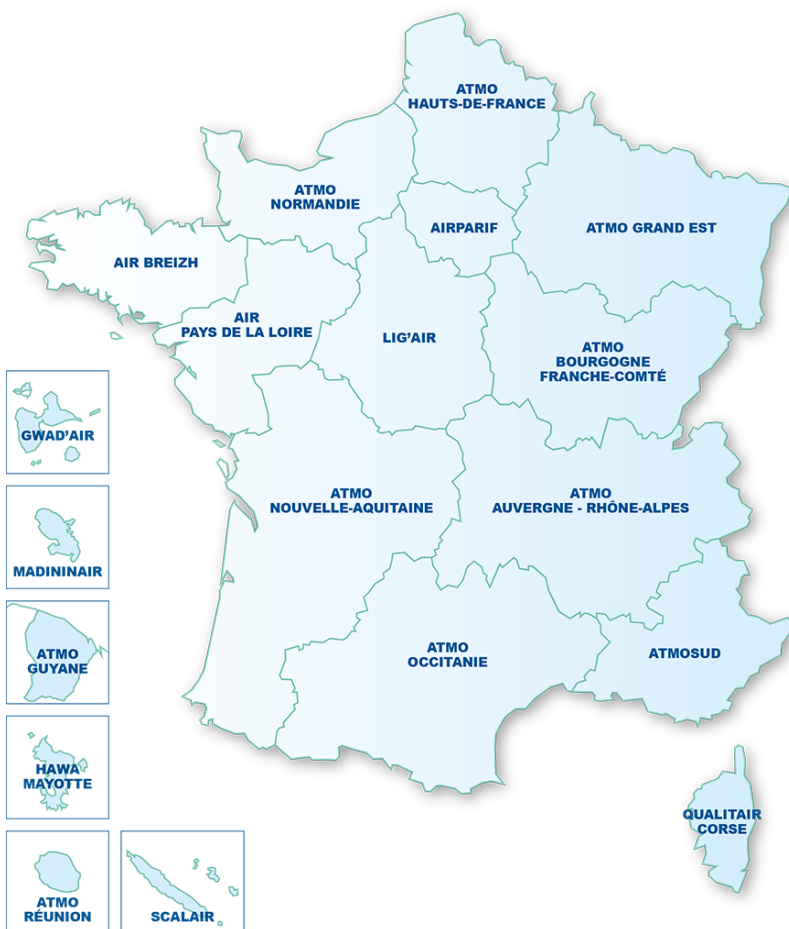 ATMO
HAUTS-DE-FRANCE
ATMO
NORMANDIE
AIRPARIF
ATMO GRAND EST
AIR BREIZH
AIR
PAYS DE LA LOIRE
LIG'AIR
ATMO
BOURGOGNE
FRANCHE-COMTÉ
GWAD'AIR
ATMO
NOUVELLE-AQUITAINE
ATMO
AUVERGNE - RHÔNE-ALPES
MADININAIR
ATMO
GUYANE
ATMO
OCCITANIE
ATMOSUD
HAWA
MAYOTTE
QUALITAIR
CORSE
ATMO
RÉUNION
SCALAIR